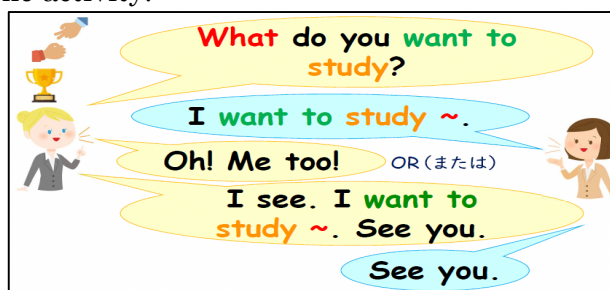 What do you want to
study?
I want to study ~.
Oh! Me too! OR (または)
I see. I want to
study ~. See you.
See you.